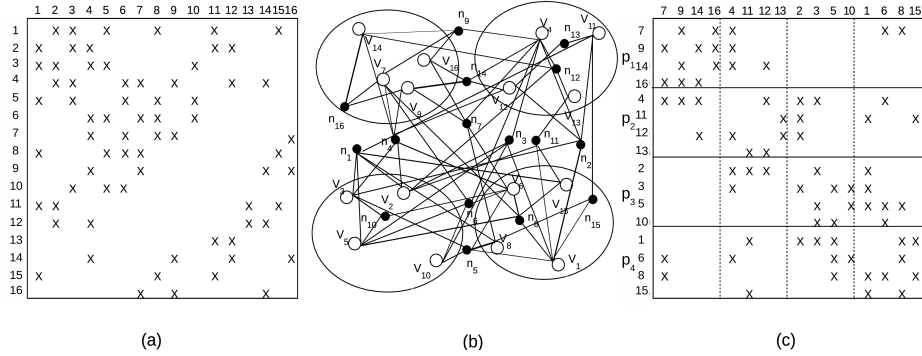 1 2 3 4 5 6 7 8 9 10 11 12 13 14 15 16
1 X X X X X X
2 X X X X X
3 X X X X X
4 X X X X X X X
5 X X X X X
6 X X X X X
7 X X X X X
8 X X X X X
9 X X X
10 X X X
11 X X X X
12 X X X X
13 X X
14 X X X X
15 X X X X
16 X X X
(a)
n9
V14
V4
n13
V11
V7
V16
n14
n12
V9
V12
V13
n16
n7
n1
n4
n3
n11
n2
V3
V2
V6
V15
n10
n6
n8
n15
V5
V10
n5
V8
V1
(b)
7 9 14 16 4 11 12 13 2 3 5 10 1 6 8 15
p1
7 X X X X
9 X X X X
14 X X X X
16 X X X
p2
4 X X X X X X X
11 X X X X
12 X X X X
13 X X
p3
2 X X X X X
3 X X X X X
5 X X X X X
10 X X X
p4
1 X X X X X X
6 X X X X X
8 X X X X X
15 X X X
(c)